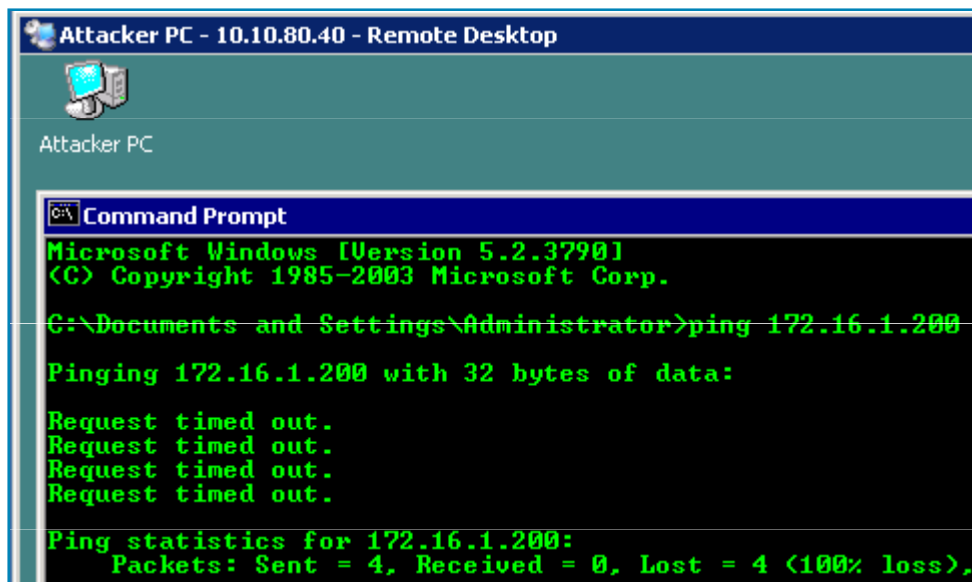 Attacker PC - 10.10.80.40 - Remote Desktop
Attacker PC
C:\ Command Prompt
Microsoft Windows [Version 5.2.3790]
(C) Copyright 1985-2003 Microsoft Corp.
C:\Documents and Settings\Administrator>ping 172.16.1.200
Pinging 172.16.1.200 with 32 bytes of data:
Request timed out.
Request timed out.
Request timed out.
Request timed out.
Ping statistics for 172.16.1.200:
Packets: Sent = 4, Received = 0, Lost = 4 (100% loss),